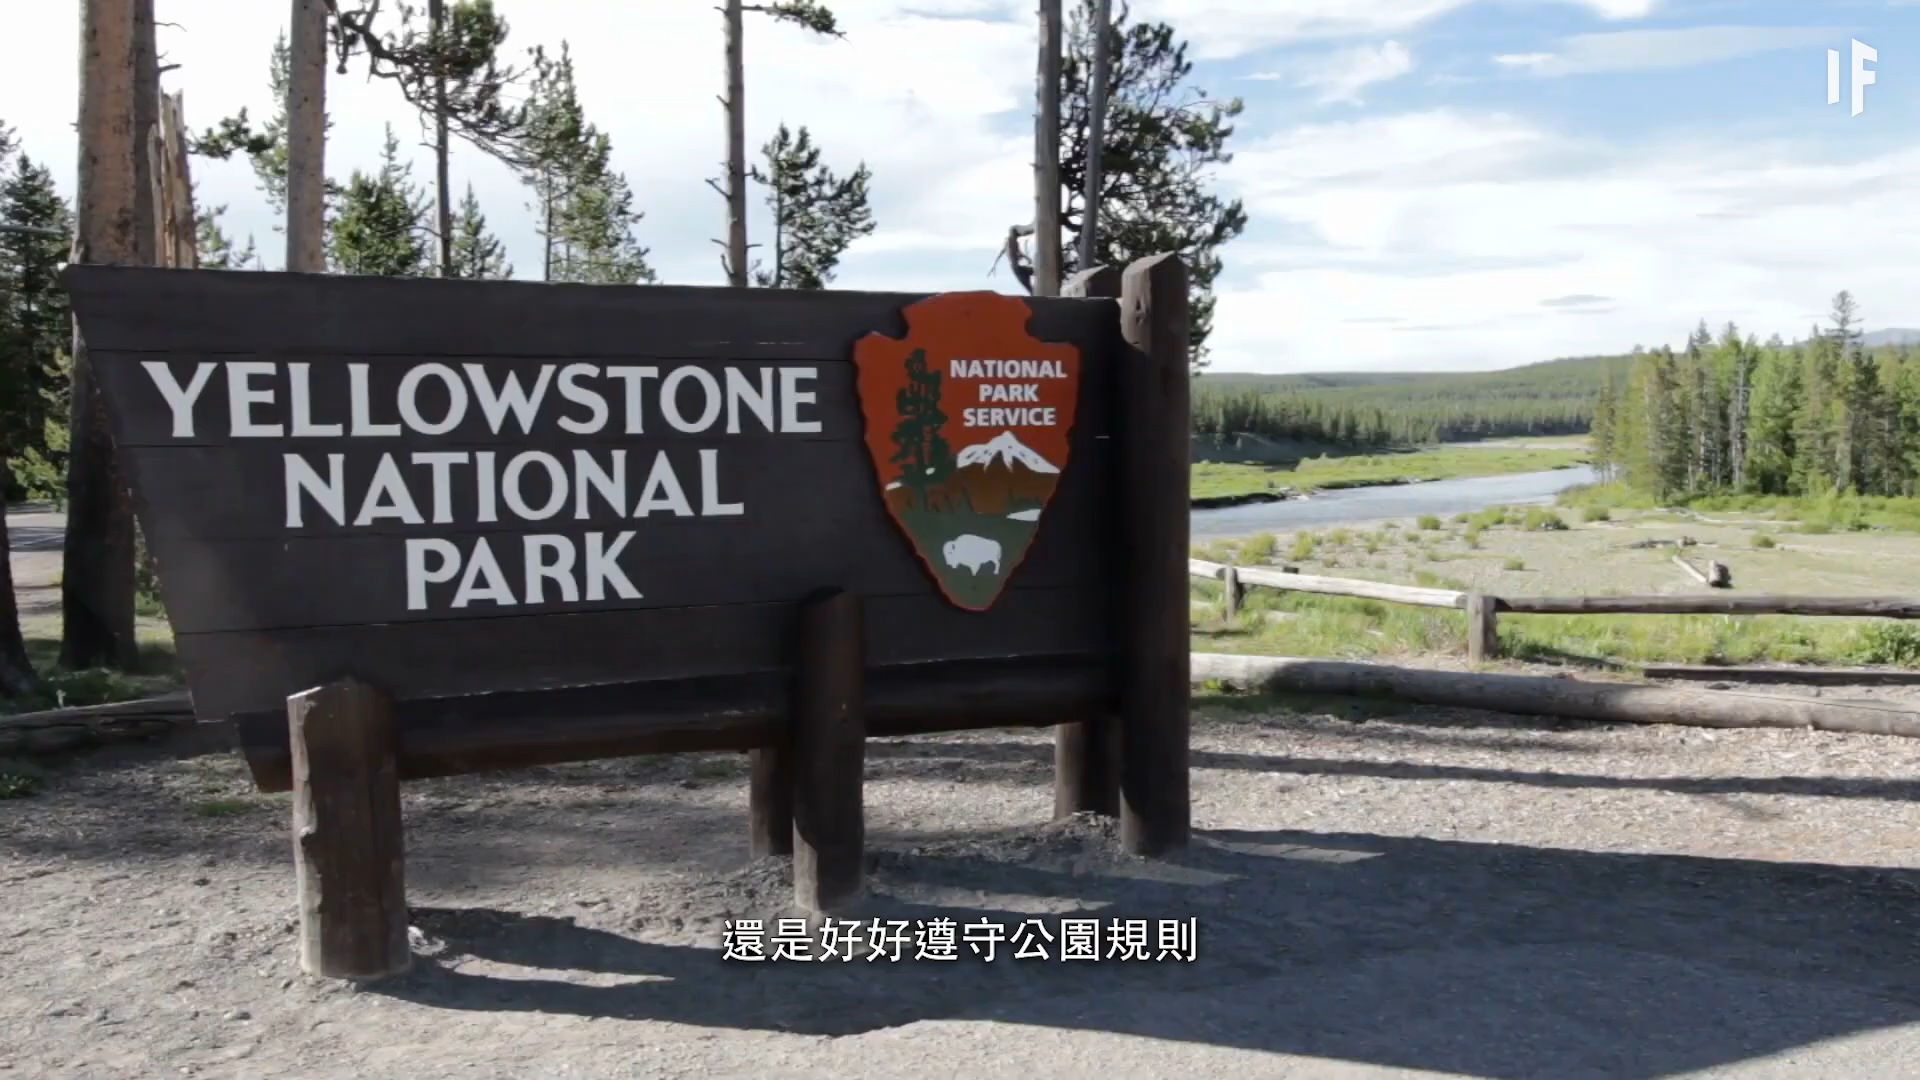 IF
YELLOWSTONE
NATIONAL
PARK
NATIONAL
PARK
SERVICE
還是好好遵守公園規則